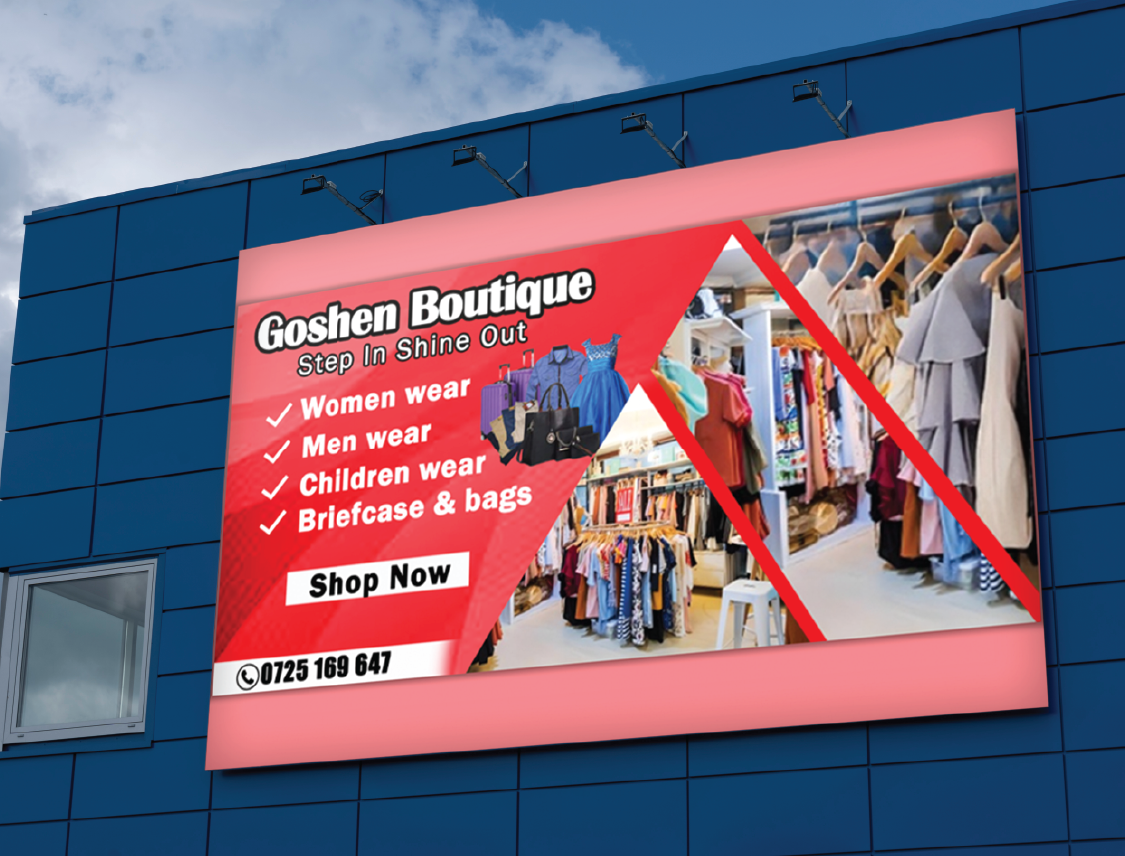 Goshen Boutique
Step In Shine Out
Women wear
Men wear
Children wear
Briefcase & bags
Shop Now
0725 169 647
SALE